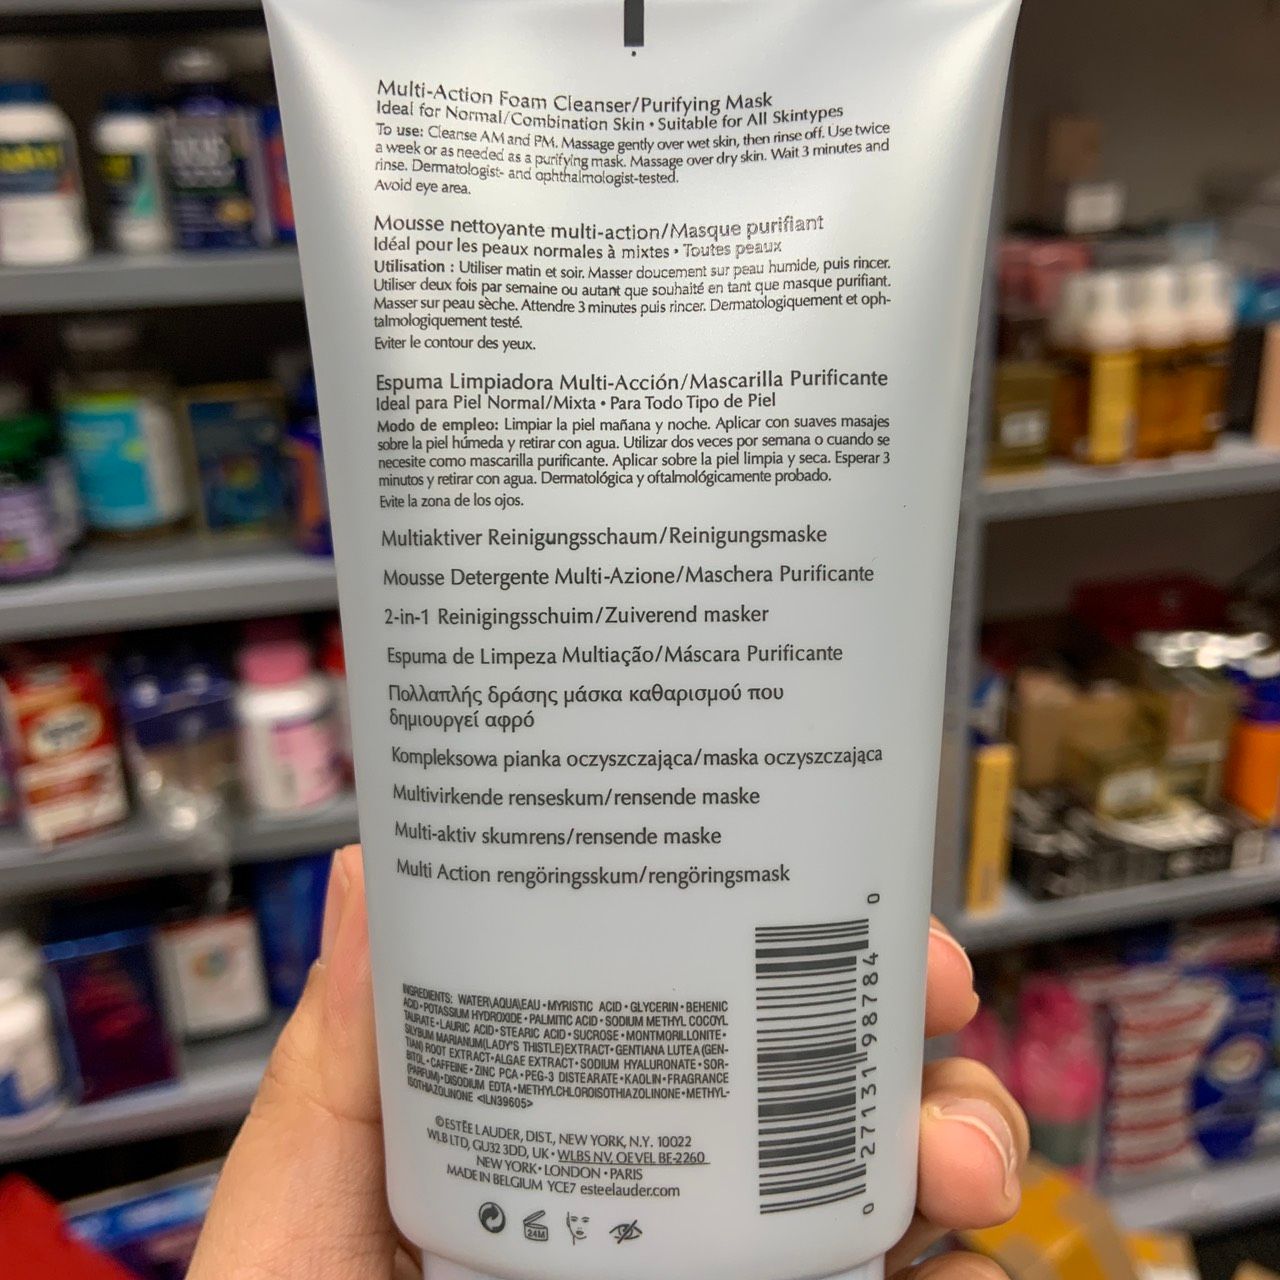 Multi-Action Foam Cleanser/Purifying Mask
Ideal for Normal/Combination Skin • Suitable for All Skintypes
To use: Cleanse AM and PM. Massage gently over wet skin, then rinse off. Use twice
a week or as needed as a purifying mask. Massage over dry skin. Wait 3 minutes and
rinse. Dermatologist- and ophthalmologist-tested.
Avoid eye area.
Mousse nettoyante multi-action/Masque purifiant
Idéal pour les peaux normales à mixtes • Toutes peaux
Utilisation : Utiliser matin et soir. Masser doucement sur peau humide, puis rincer.
Utiliser deux fois par semaine ou autant que souhaité en tant que masque purifiant.
Masser sur peau sèche. Attendre 3 minutes puis rincer. Dermatologiquement et oph-
talmologiquement testé.
Eviter le contour des yeux.
Espuma Limpiadora Multi-Acción/Mascarilla Purificante
Ideal para Piel Normal/Mixta • Para Todo Tipo de Piel
Modo de empleo: Limpiar la piel mañana y noche. Aplicar con suaves masajes
sobre la piel húmeda y retirar con agua. Utilizar dos veces por semana o cuando se
necesite como mascarilla purificante. Aplicar sobre la piel limpia y seca. Esperar 3
minutos y retirar con agua. Dermatológica y oftalmológicamente probado.
Evite la zona de los ojos.
Multiaktiver Reinigungsschaum/Reinigungsmaske
Mousse Detergente Multi-Azione/Maschera Purificante
2-in-1 Reinigingsschuim/Zuiverend masker
Espuma de Limpeza Multiação/Máscara Purificante
Πολλαπλής δράσης μάσκα καθαρισμού που
δημιουργεί αφρό
Kompleksowa pianka oczyszczająca/maska oczyszczająca
Multivirkende renseskum/rensende maske
Multi-aktiv skumrens/rensende maske
Multi Action rengöringsskum/rengöringsmask
INGREDIENTS: WATER\AQUA\EAU • MYRISTIC ACID • GLYCERIN • BEHENIC
ACID • POTASSIUM HYDROXIDE • PALMITIC ACID • SODIUM METHYL COCOYL
TAURATE • LAURIC ACID • STEARIC ACID • SUCROSE • MONTMORILLONITE •
SILYBUM MARIANUM (LADY'S THISTLE) EXTRACT • GENTIANA LUTEA (GEN-
TIAN) ROOT EXTRACT • ALGAE EXTRACT • SODIUM HYALURONATE • SOR-
BITOL • CAFFEINE • ZINC PCA • PEG-3 DISTEARATE • KAOLIN • FRAGRANCE
(PARFUM) • DISODIUM EDTA • METHYLCHLOROISOTHIAZOLINONE • METHYL-
ISOTHIAZOLINONE <ILN39605>
©ESTĒE LAUDER, DIST., NEW YORK, N.Y. 10022
WLB LTD, GU32 3DD, UK • WLBS NV, OEVEL BE-2260
NEW YORK • LONDON • PARIS
MADE IN BELGIUM YCE7 esteelauder.com
24M
0 27131 98784 0